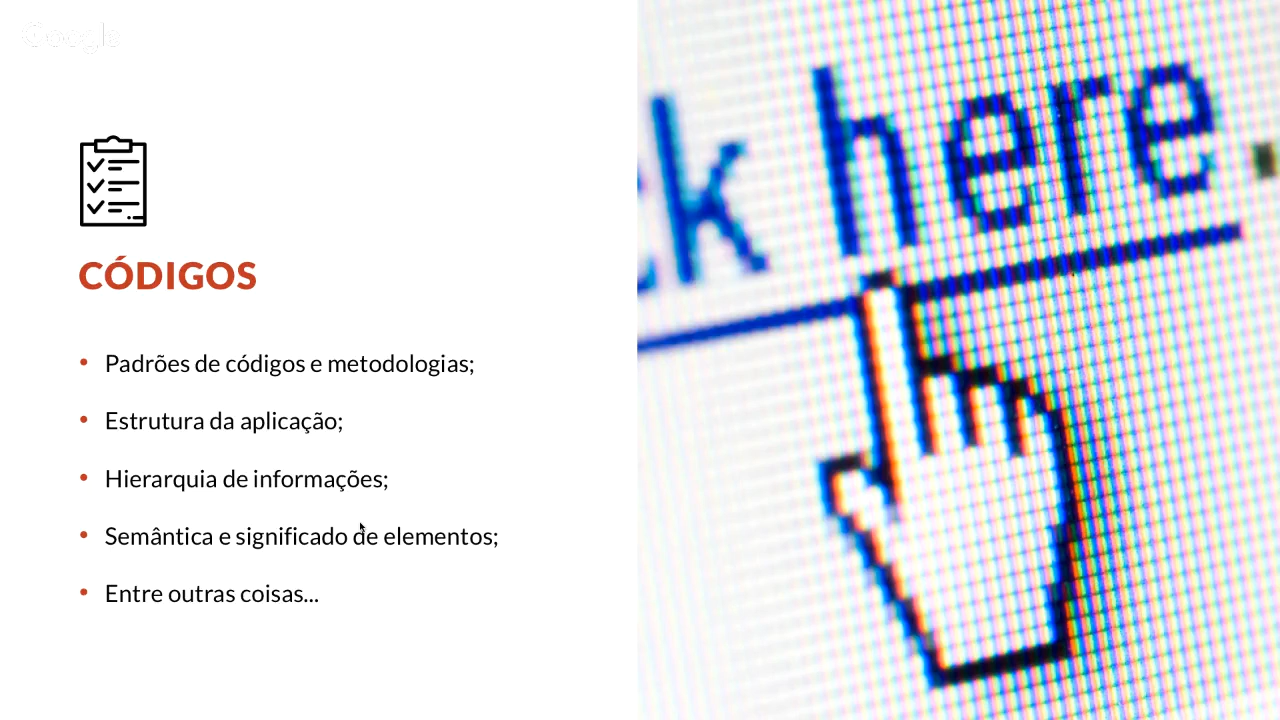 Google
CÓDIGOS
Padrões de códigos e metodologias;
Estrutura da aplicação;
Hierarquia de informações;
Semântica e significado de elementos;
Entre outras coisas...
k here.